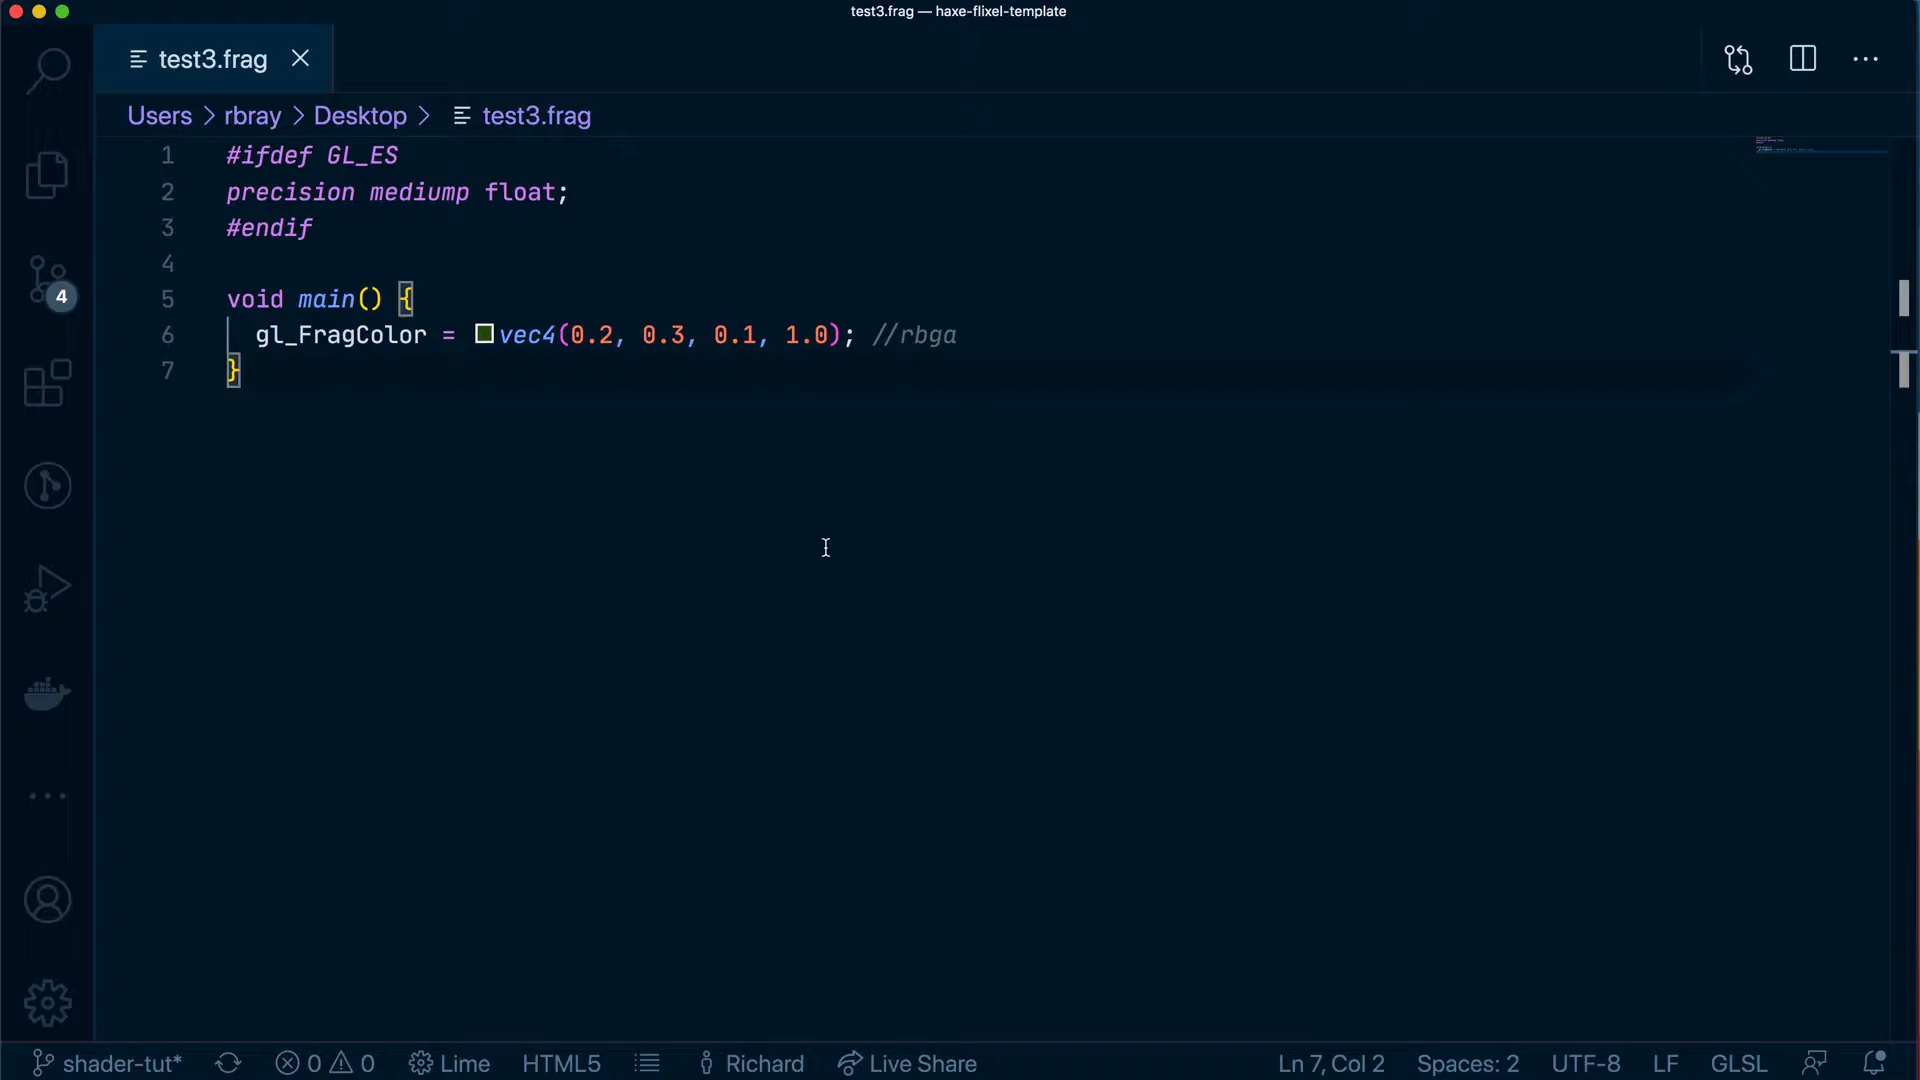 test3.frag — haxe-flixel-template
test3.frag
Users > rbray > Desktop > test3.frag
1 #ifdef GL_ES
2 precision mediump float;
3 #endif
4
5 void main() {
6 gl_FragColor = vec4(0.2, 0.3, 0.1, 1.0); //rbga
7 }
4
shader-tut* 0 0 Lime HTML5 Richard Live Share Ln 7, Col 2 Spaces: 2 UTF-8 LF GLSL